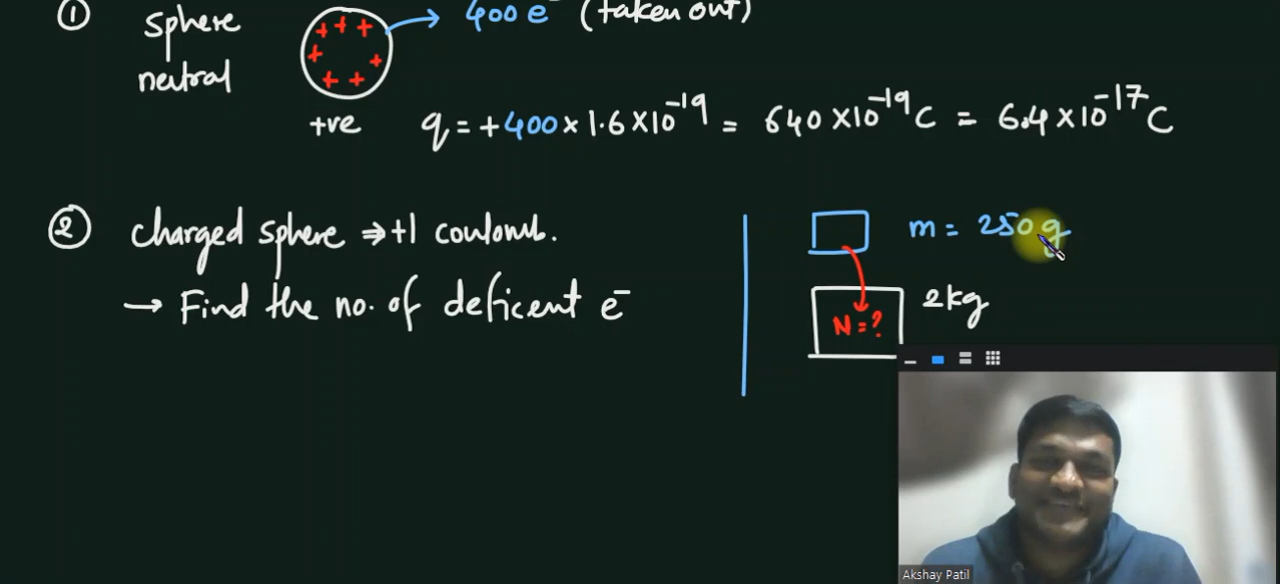 ① sphere neutral
+ + + + + + +
400 e⁻ (taken out)
+ve
q = +400 × 1.6 × 10⁻¹⁹ = 640 × 10⁻¹⁹ C = 6.4 × 10⁻¹⁷ C
② charged sphere ⇒ +1 coulomb.
→ Find the no. of deficent e⁻
m = 250g
2kg
N = ?
Akshay Patil